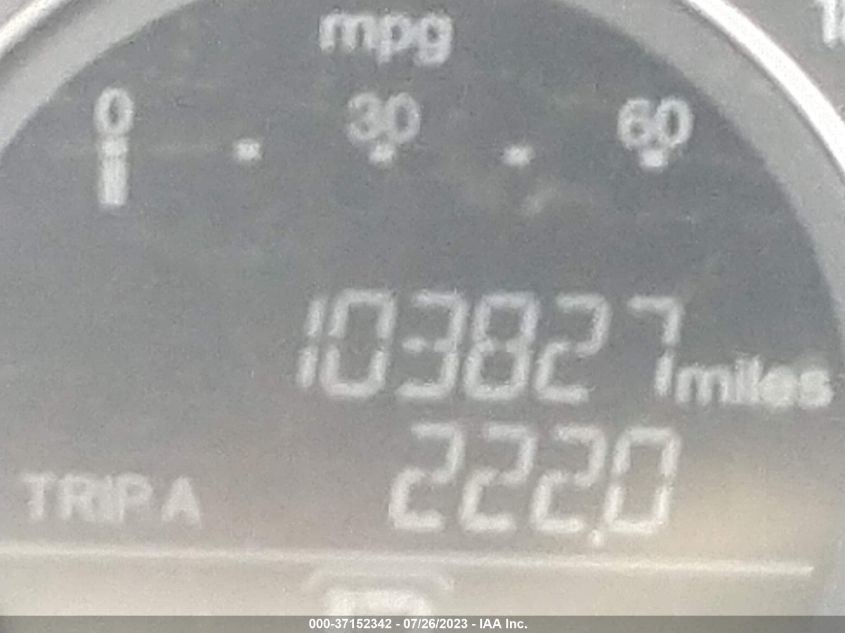 mpg
0 30 60
103827 miles
TRIP A 222.0
000-37152342 - 07/26/2023 - IAA Inc.